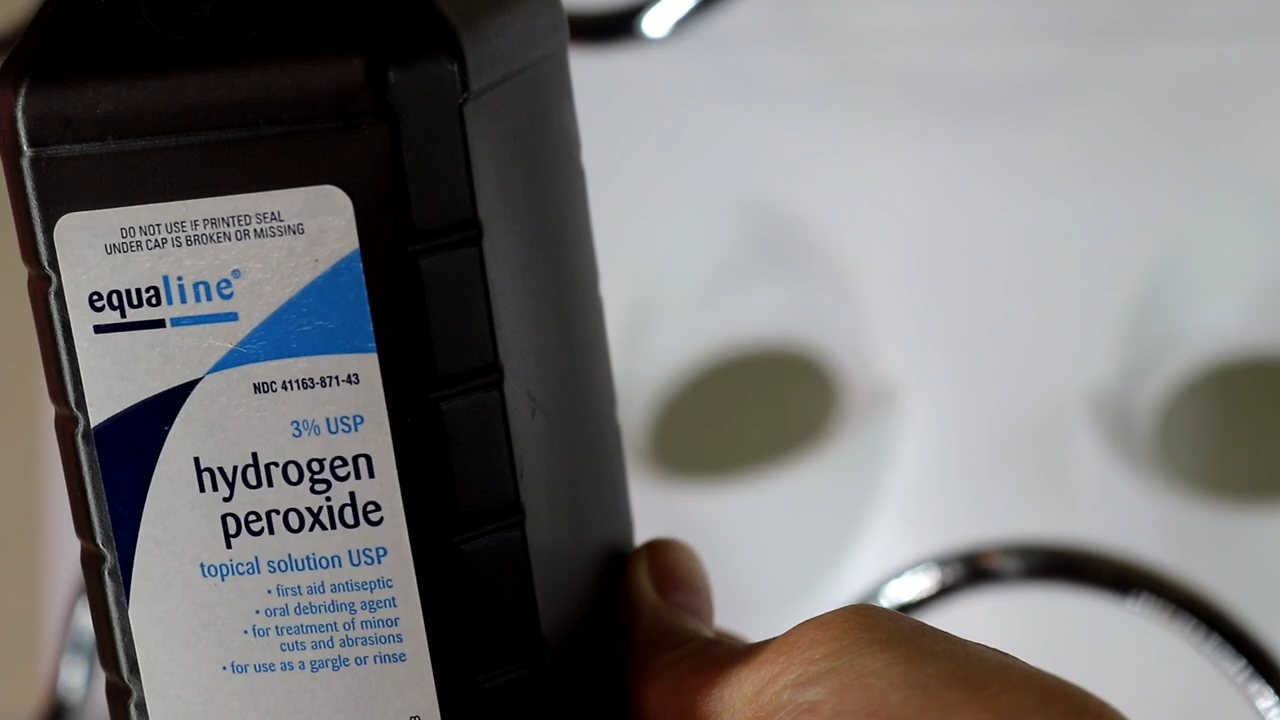 DO NOT USE IF PRINTED SEAL
UNDER CAP IS BROKEN OR MISSING
equaline®
NDC 41163-871-43
3% USP
hydrogen
peroxide
topical solution USP
• first aid antiseptic
• oral debriding agent
• for treatment of minor
cuts and abrasions
• for use as a gargle or rinse